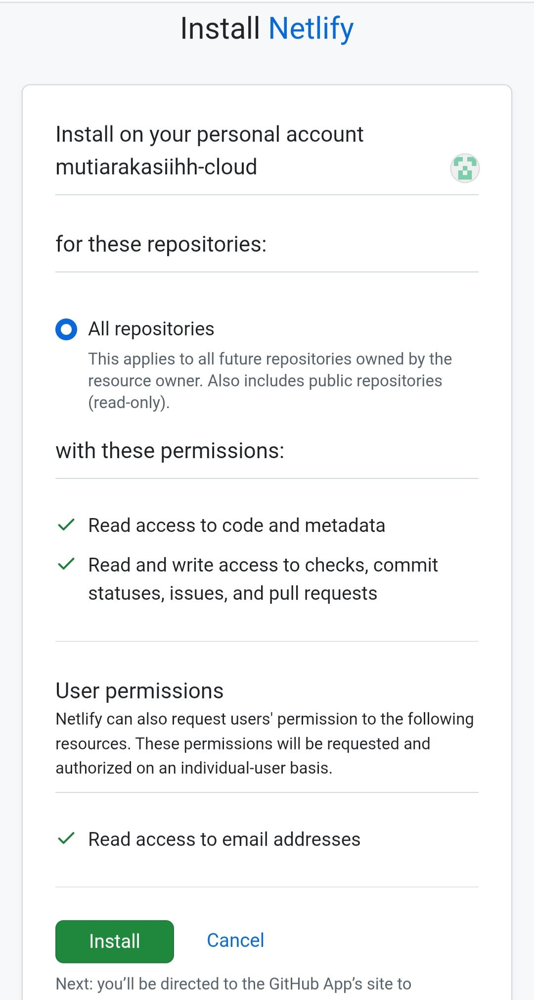 Install Netlify
Install on your personal account
mutiarakasiihh-cloud
for these repositories:
All repositories
This applies to all future repositories owned by the
resource owner. Also includes public repositories
(read-only).
with these permissions:
Read access to code and metadata
Read and write access to checks, commit
statuses, issues, and pull requests
User permissions
Netlify can also request users' permission to the following
resources. These permissions will be requested and
authorized on an individual-user basis.
Read access to email addresses
Install Cancel
Next: you’ll be directed to the GitHub App’s site to